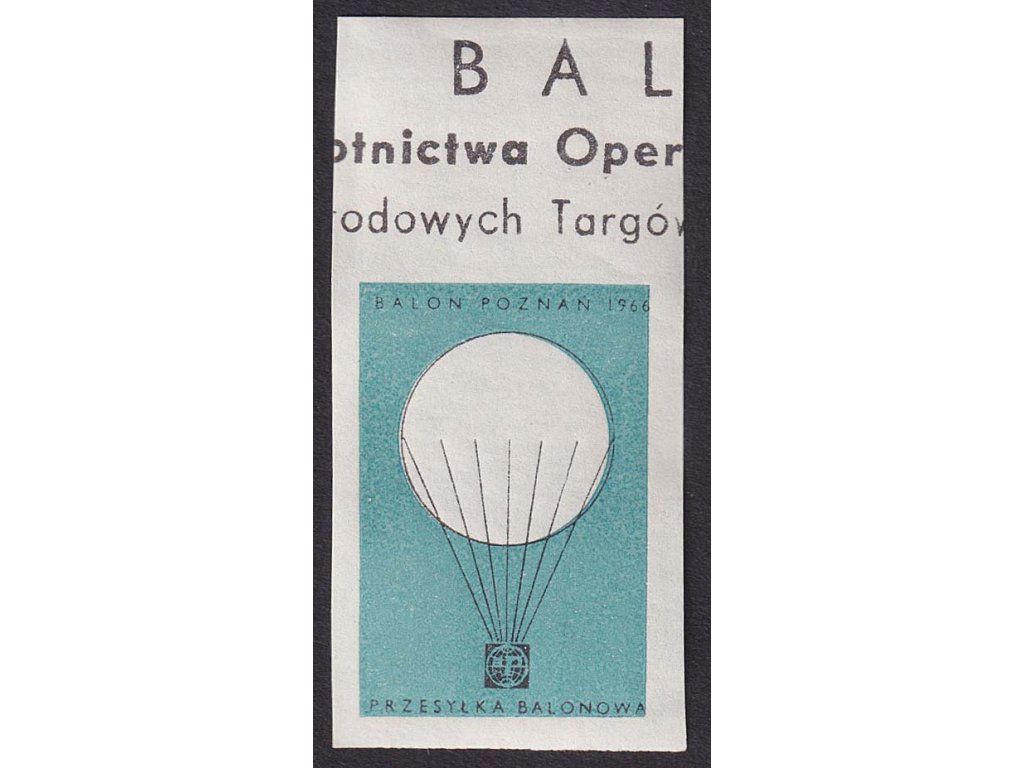 BAL
otnictwa Oper
rodowych Targów
BALON POZNAŃ 1966
PRZESYŁKA BALONOWA